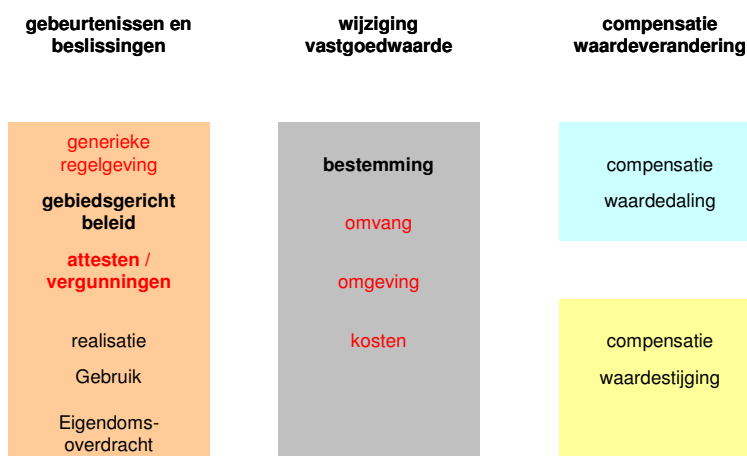 gebeurtenissen en
beslissingen
wijziging
vastgoedwaarde
compensatie
waardeverandering
generieke
regelgeving
gebiedsgericht
beleid
attesten /
vergunningen
realisatie
Gebruik
Eigendoms-
overdracht
bestemming
omvang
omgeving
kosten
compensatie
waardedaling
compensatie
waardestijging